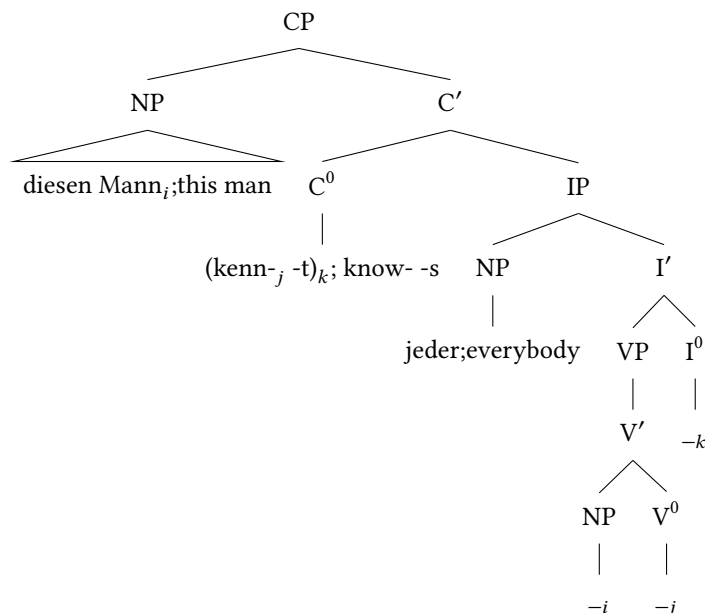 CP
NP C′
diesen Mannᵢ;this man C⁰ IP
(kenn-ⱼ -t)ₖ; know- -s NP I′
jeder;everybody VP I⁰
V′ −ₖ
NP V⁰
−ᵢ −ⱼ